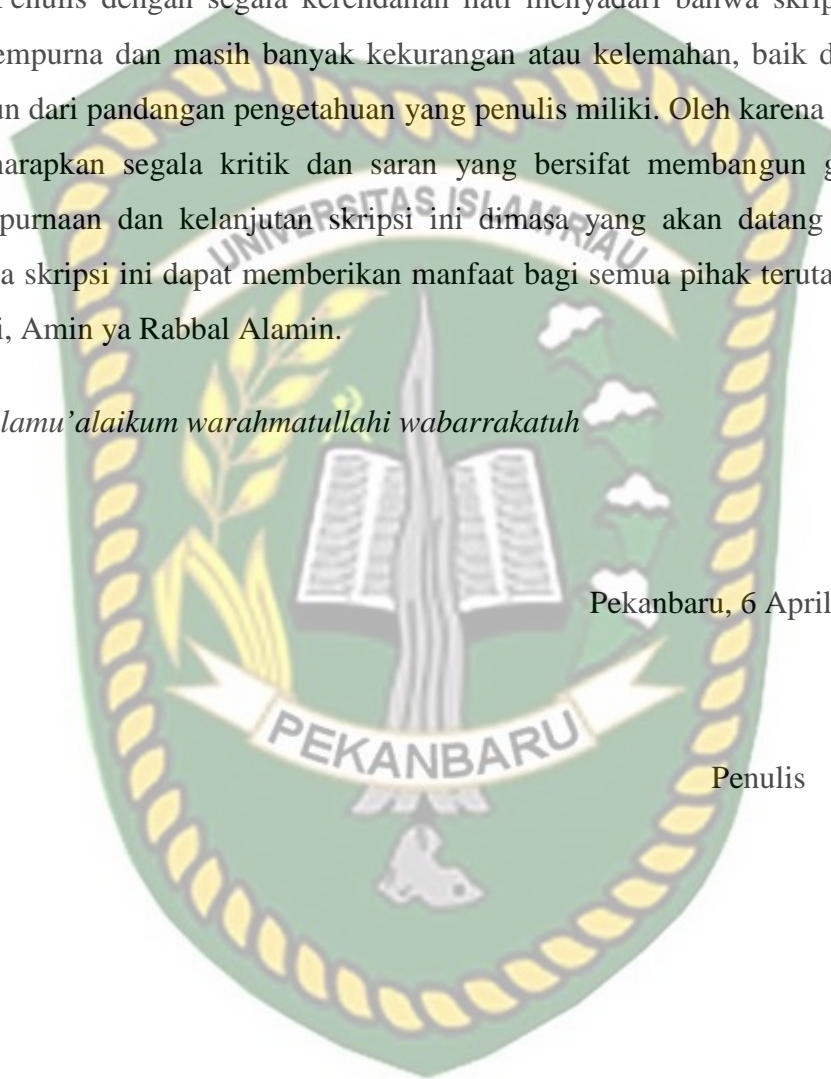 Penulis dengan segala kerendahan hati menyadari bahwa skrip
empurna dan masih banyak kekurangan atau kelemahan, baik d
un dari pandangan pengetahuan yang penulis miliki. Oleh karena
harapkan segala kritik dan saran yang bersifat membangun g
purnaan dan kelanjutan skripsi ini dimasa yang akan datang
UNIVERSITAS ISLAM RIAU
a skripsi ini dapat memberikan manfaat bagi semua pihak teruta
i, Amin ya Rabbal Alamin.
lamu’alaikum warahmatullahi wabarrakatuh
Pekanbaru, 6 April
PEKANBARU
Penulis